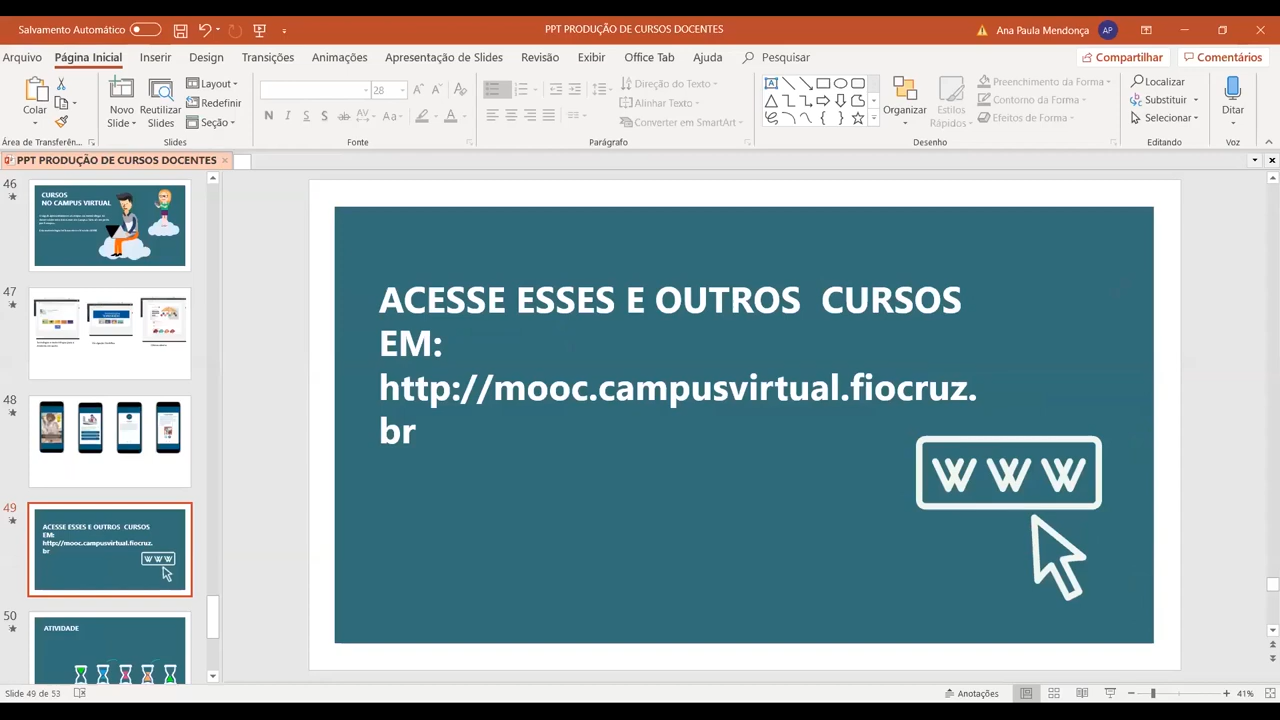 Salvamento Automático
PPT PRODUÇÃO DE CURSOS DOCENTES
Ana Paula Mendonça
AP
Arquivo
Página Inicial
Inserir
Design
Transições
Animações
Apresentação de Slides
Revisão
Exibir
Office Tab
Ajuda
Pesquisar
Compartilhar
Comentários
Colar
Novo
Slide
Reutilizar
Slides
Layout
Redefinir
Seção
28
Direção do Texto
Alinhar Texto
Converter em SmartArt
Organizar
Estilos
Rápidos
Preenchimento da Forma
Contorno da Forma
Efeitos de Forma
Localizar
Substituir
Selecionar
Ditar
Área de Transferên...
Slides
Fonte
Parágrafo
Desenho
Editando
Voz
PPT PRODUÇÃO DE CURSOS DOCENTES
46
CURSOS
NO CAMPUS VIRTUAL
47
48
49
ACESSE ESSES E OUTROS CURSOS
EM:
http://mooc.campusvirtual.fiocruz.
br
WWW
50
ATIVIDADE
ACESSE ESSES E OUTROS CURSOS
EM:
http://mooc.campusvirtual.fiocruz.
br
WWW
Slide 49 de 53
Anotações
41%